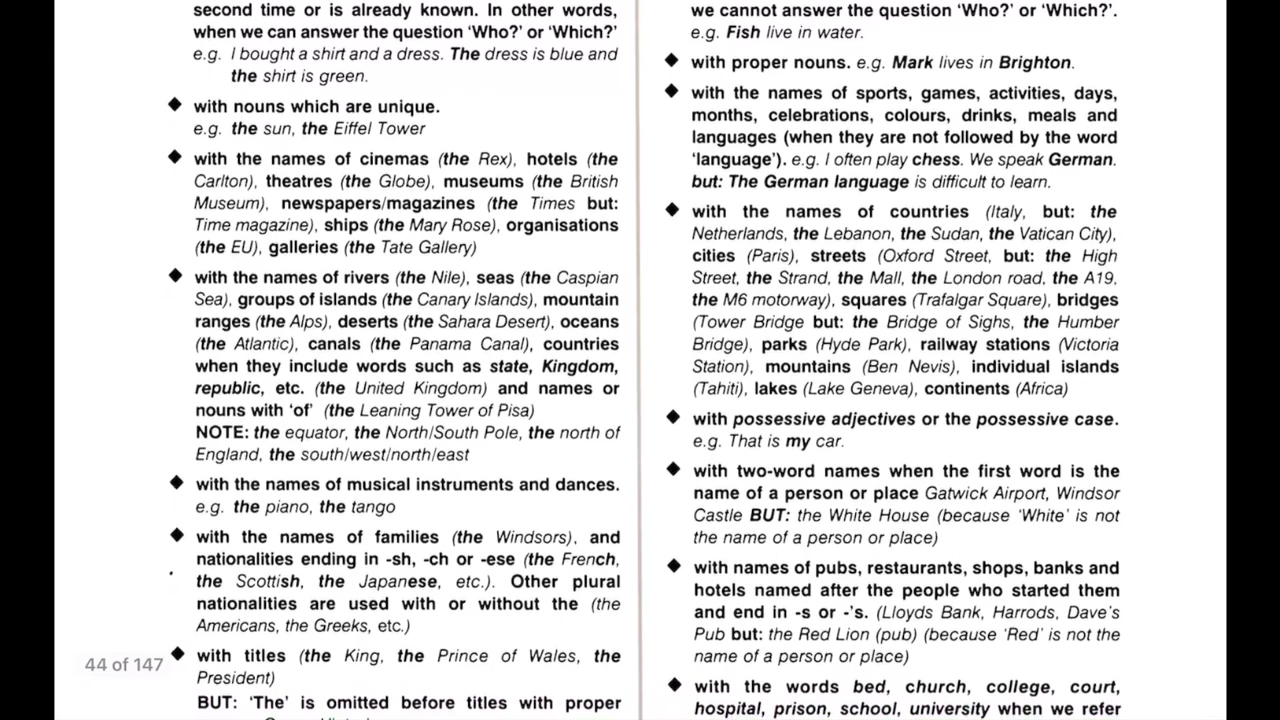 second time or is already known. In other words,
when we can answer the question 'Who?' or 'Which?'
e.g. I bought a shirt and a dress. The dress is blue and
the shirt is green.
◆ with nouns which are unique.
e.g. the sun, the Eiffel Tower
◆ with the names of cinemas (the Rex), hotels (the
Carlton), theatres (the Globe), museums (the British
Museum), newspapers/magazines (the Times but:
Time magazine), ships (the Mary Rose), organisations
(the EU), galleries (the Tate Gallery)
◆ with the names of rivers (the Nile), seas (the Caspian
Sea), groups of islands (the Canary Islands), mountain
ranges (the Alps), deserts (the Sahara Desert), oceans
(the Atlantic), canals (the Panama Canal), countries
when they include words such as state, Kingdom,
republic, etc. (the United Kingdom) and names or
nouns with 'of' (the Leaning Tower of Pisa)
NOTE: the equator, the North/South Pole, the north of
England, the south/west/north/east
◆ with the names of musical instruments and dances.
e.g. the piano, the tango
◆ with the names of families (the Windsors), and
nationalities ending in -sh, -ch or -ese (the French,
the Scottish, the Japanese, etc.). Other plural
nationalities are used with or without the (the
Americans, the Greeks, etc.)
◆ with titles (the King, the Prince of Wales, the
President)
BUT: 'The' is omitted before titles with proper
44 of 147
we cannot answer the question 'Who?' or 'Which?'.
e.g. Fish live in water.
◆ with proper nouns. e.g. Mark lives in Brighton.
◆ with the names of sports, games, activities, days,
months, celebrations, colours, drinks, meals and
languages (when they are not followed by the word
'language'). e.g. I often play chess. We speak German.
but: The German language is difficult to learn.
◆ with the names of countries (Italy, but: the
Netherlands, the Lebanon, the Sudan, the Vatican City),
cities (Paris), streets (Oxford Street, but: the High
Street, the Strand, the Mall, the London road, the A19,
the M6 motorway), squares (Trafalgar Square), bridges
(Tower Bridge but: the Bridge of Sighs, the Humber
Bridge), parks (Hyde Park), railway stations (Victoria
Station), mountains (Ben Nevis), individual islands
(Tahiti), lakes (Lake Geneva), continents (Africa)
◆ with possessive adjectives or the possessive case.
e.g. That is my car.
◆ with two-word names when the first word is the
name of a person or place Gatwick Airport, Windsor
Castle BUT: the White House (because 'White' is not
the name of a person or place)
◆ with names of pubs, restaurants, shops, banks and
hotels named after the people who started them
and end in -s or -'s. (Lloyds Bank, Harrods, Dave's
Pub but: the Red Lion (pub) (because 'Red' is not the
name of a person or place)
◆ with the words bed, church, college, court,
hospital, prison, school, university when we refer